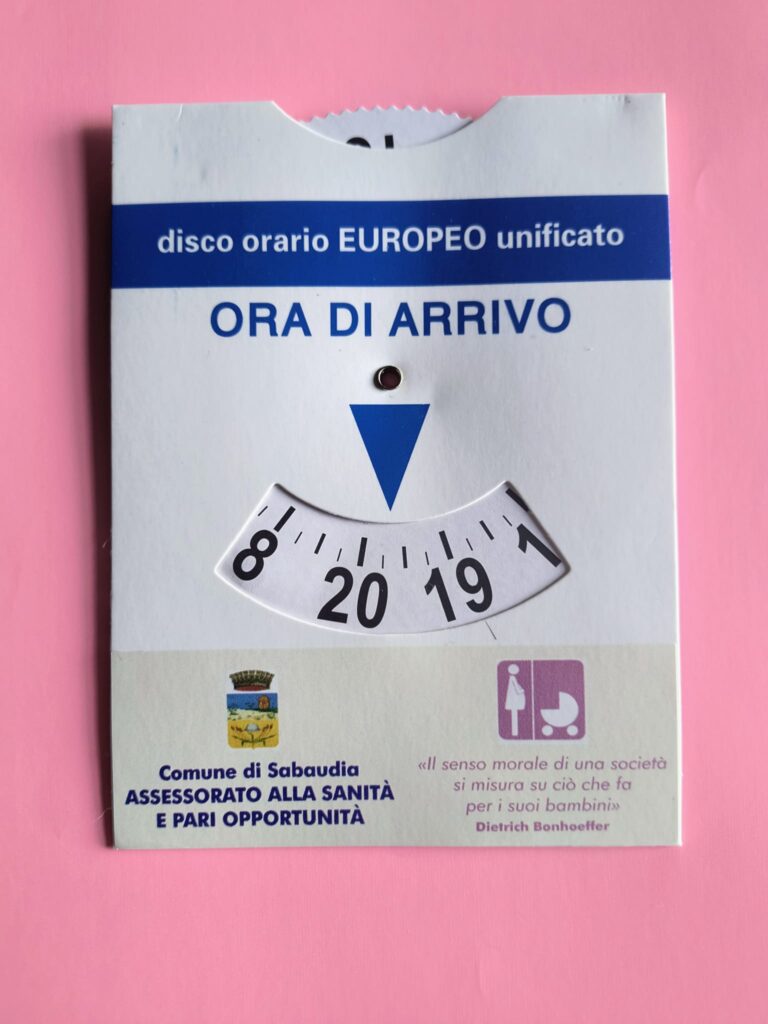 disco orario EUROPEO unificato
ORA DI ARRIVO
8 20 19 1
Comune di Sabaudia
ASSESSORATO ALLA SANITÀ
E PARI OPPORTUNITÀ
«Il senso morale di una società
si misura su ciò che fa
per i suoi bambini»
Dietrich Bonhoeffer